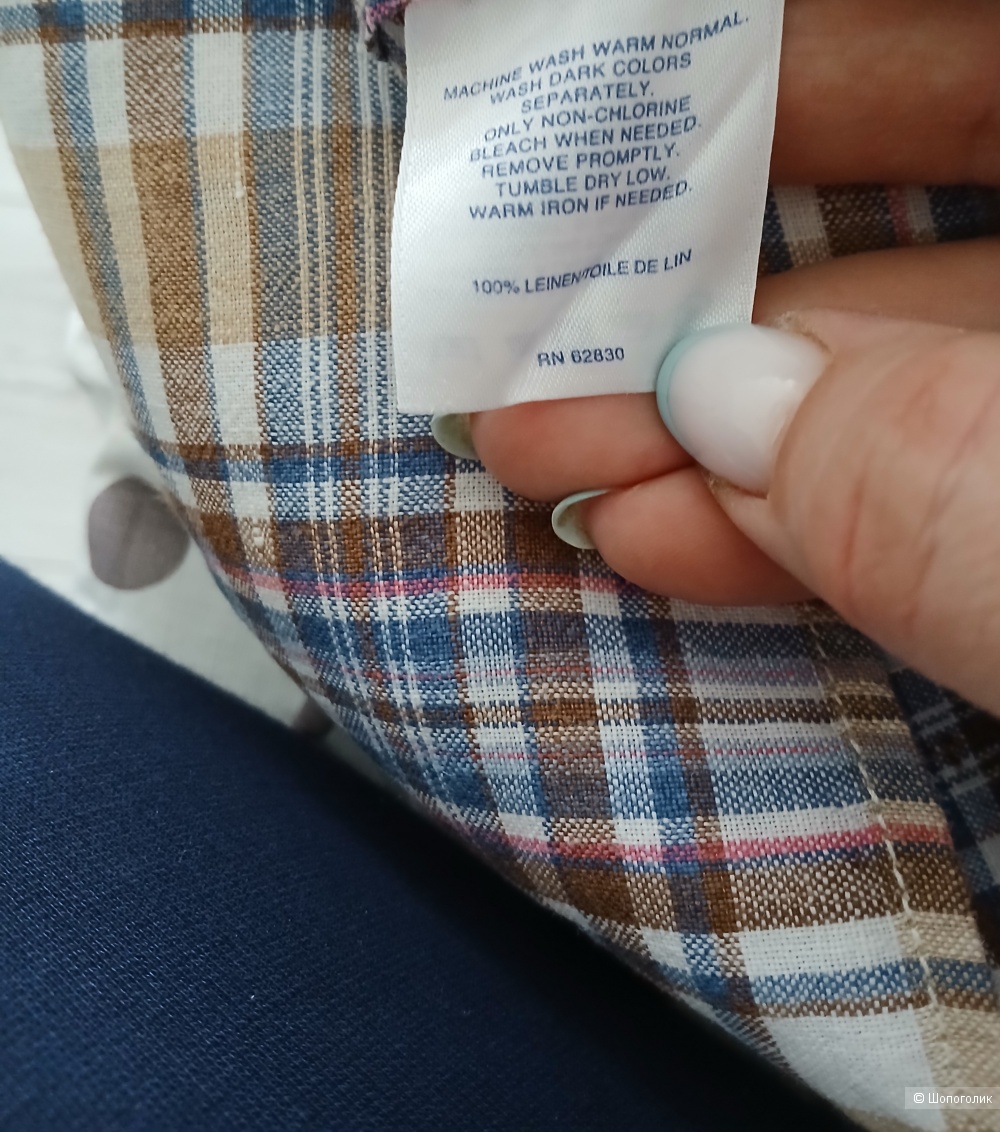 MACHINE WASH WARM NORMAL.
WASH DARK COLORS
SEPARATELY.
ONLY NON-CHLORINE
BLEACH WHEN NEEDED.
REMOVE PROMPTLY.
TUMBLE DRY LOW.
WARM IRON IF NEEDED.
100% LEINEN/TOILE DE LIN
RN 62830
© Шопоголик